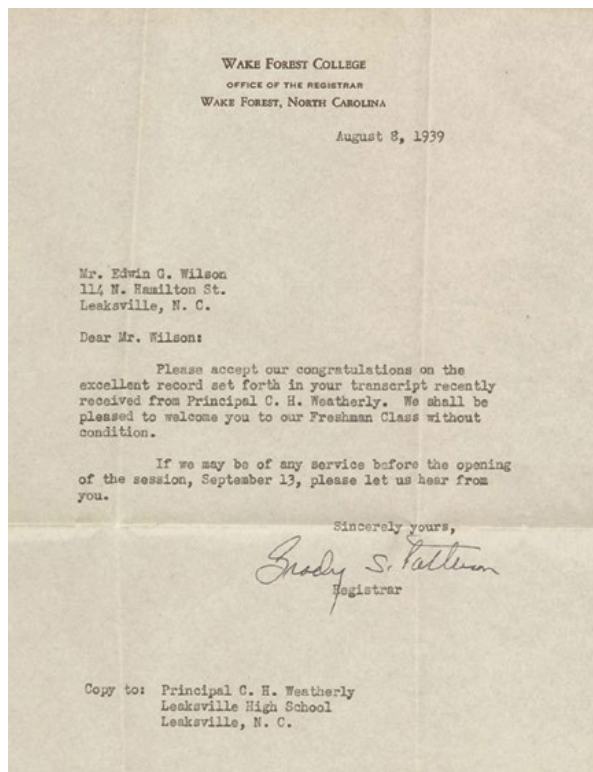 WAKE FOREST COLLEGE
OFFICE OF THE REGISTRAR
WAKE FOREST, NORTH CAROLINA
August 8, 1939
Mr. Edwin G. Wilson
114 N. Hamilton St.
Leaksville, N. C.
Dear Mr. Wilson:
Please accept our congratulations on the
excellent record set forth in your transcript recently
received from Principal C. H. Weatherly. We shall be
pleased to welcome you to our Freshman Class without
condition.
If we may be of any service before the opening
of the session, September 13, please let us hear from
you.
Sincerely yours,
Grady S. Patterson
Registrar
Copy to: Principal C. H. Weatherly
Leaksville High School
Leaksville, N. C.